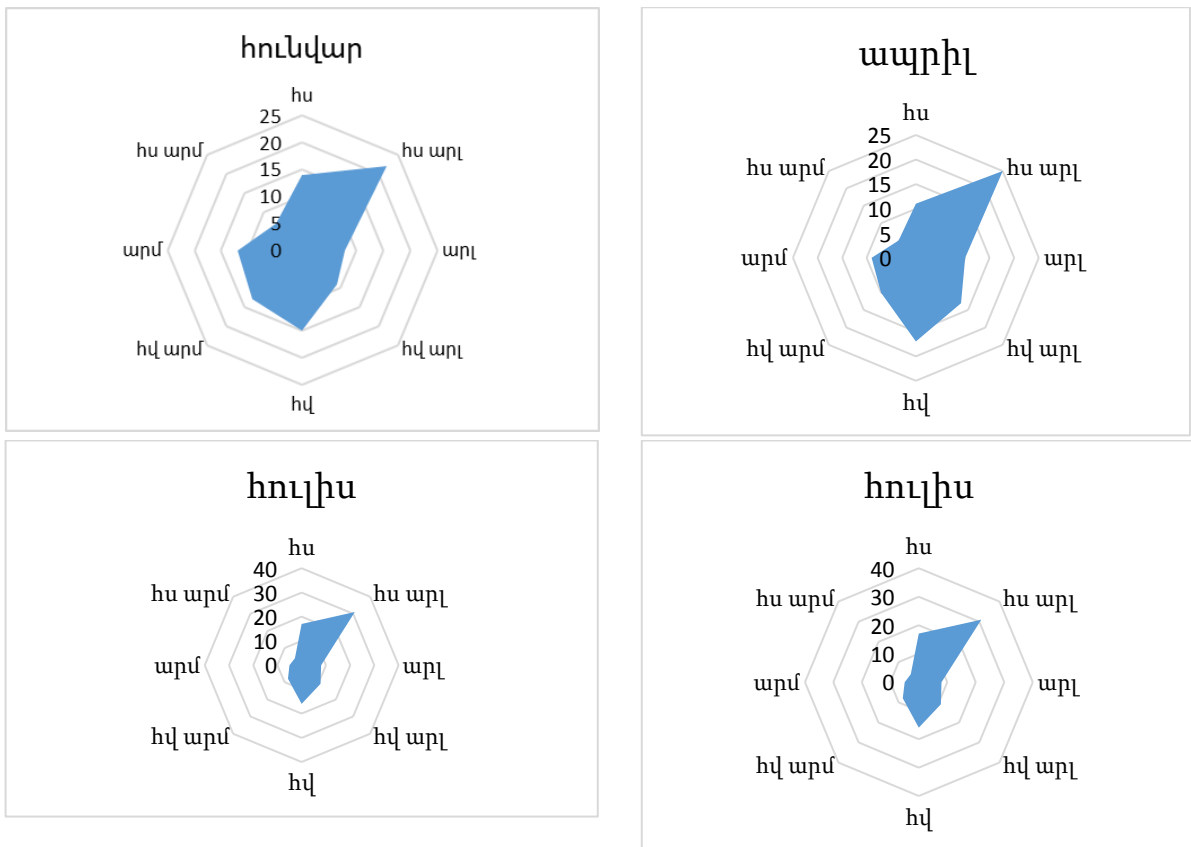 հունվար
հս
25
20
15
10
5
0
հս արմ
հս արլ
արմ
արլ
հվ արմ
հվ արլ
հվ
ապրիլ
հս
25
20
15
10
5
0
հս արմ
հս արլ
արմ
արլ
հվ արմ
հվ արլ
հվ
հուլիս
հս
40
30
20
10
0
հս արմ
հս արլ
արմ
արլ
հվ արմ
հվ արլ
հվ
հուլիս
հս
40
30
20
10
0
հս արմ
հս արլ
արմ
արլ
հվ արմ
հվ արլ
հվ